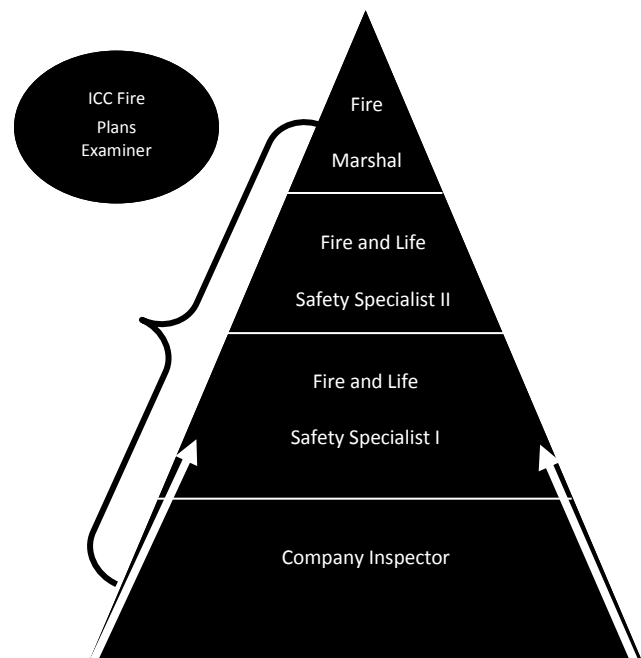 ICC Fire
Plans
Examiner
Fire
Marshal
Fire and Life
Safety Specialist II
Fire and Life
Safety Specialist I
Company Inspector